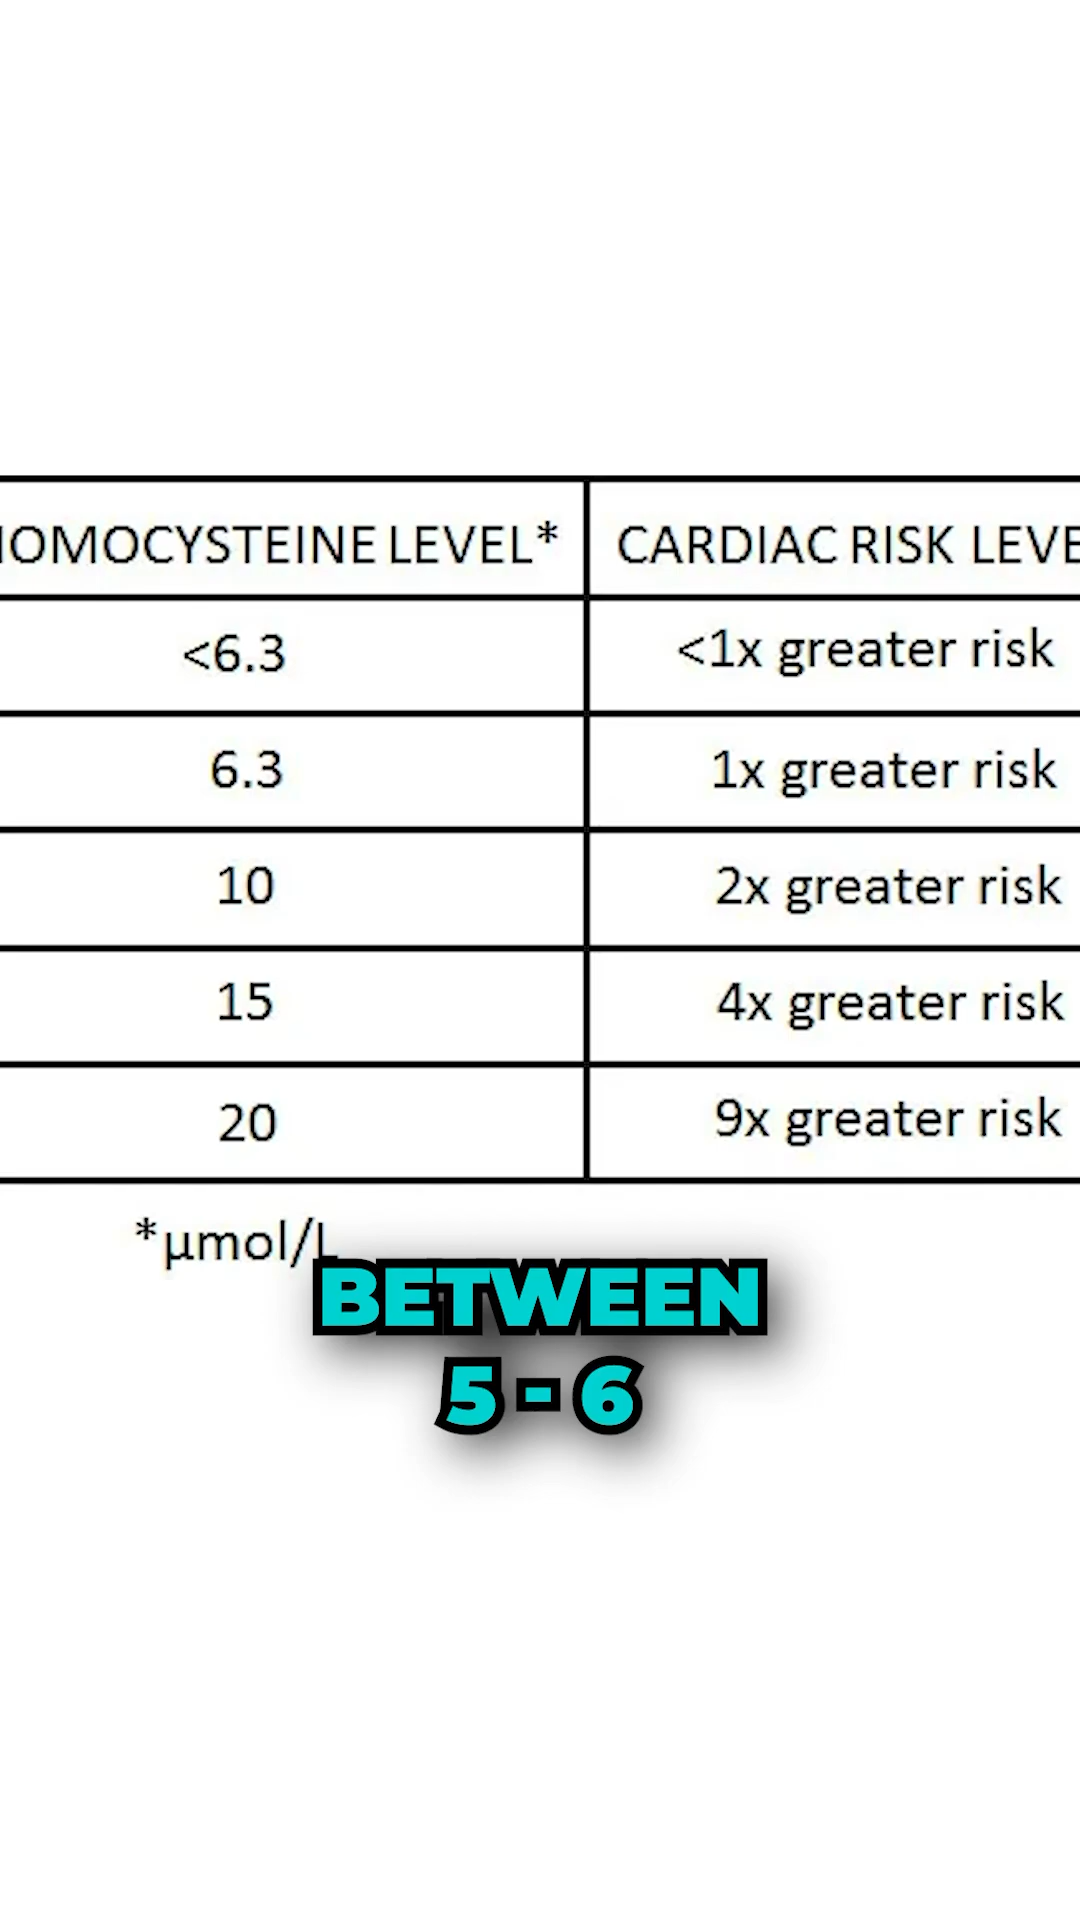 HOMOCYSTEINE LEVEL* CARDIAC RISK LEVE
<6.3 <1x greater risk
6.3 1x greater risk
10 2x greater risk
15 4x greater risk
20 9x greater risk
*μmol/L
BETWEEN
5 - 6